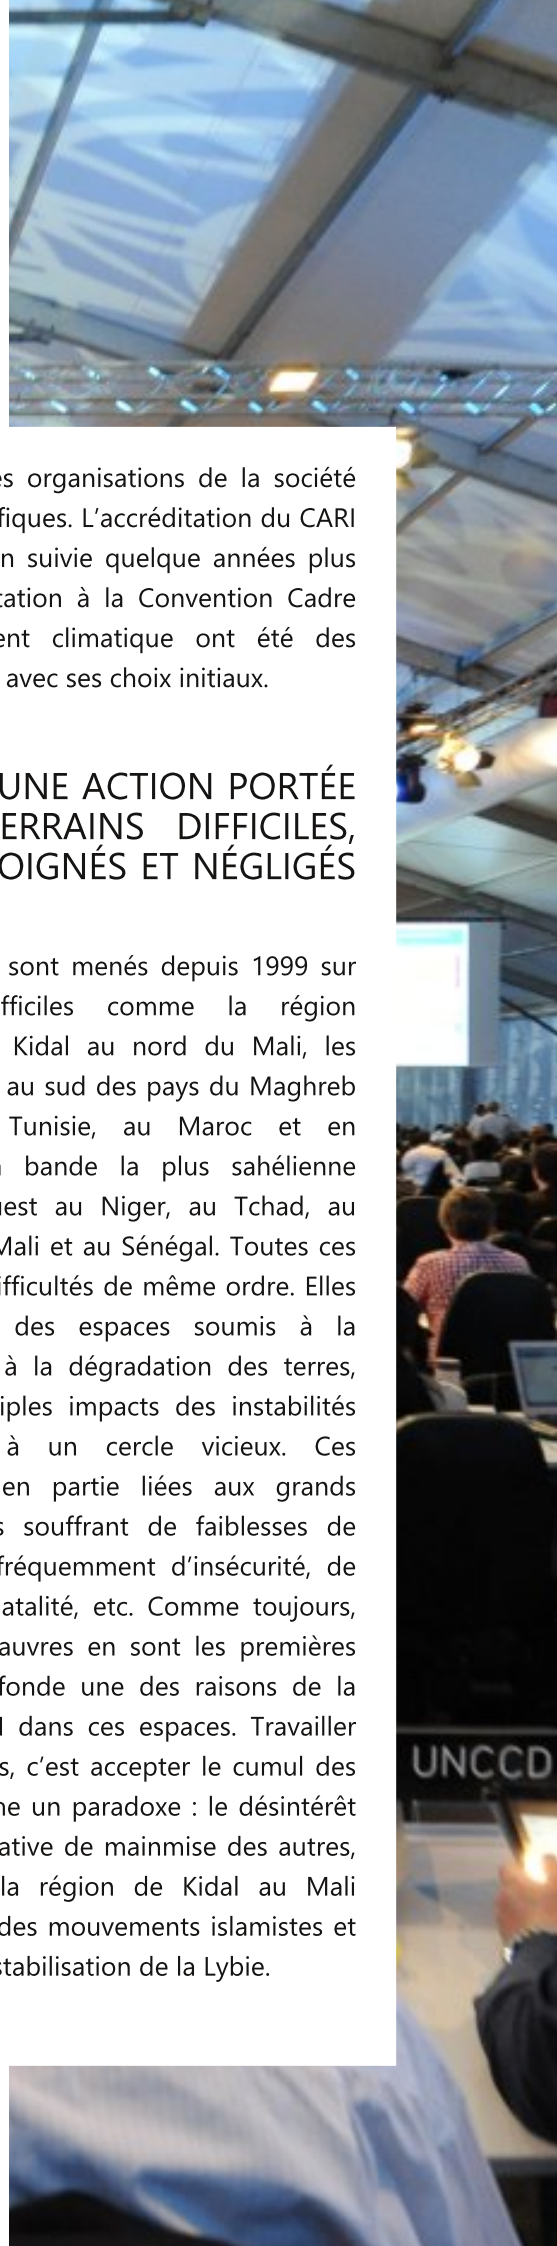 es organisations de la société
fiques. L’accréditation du CARI
n suivie quelque années plus
tation à la Convention Cadre
ent climatique ont été des
avec ses choix initiaux.
UNE ACTION PORTÉE
ERRAINS DIFFICILES,
OIGNÉS ET NÉGLIGÉS
sont menés depuis 1999 sur
fficiles comme la région
Kidal au nord du Mali, les
au sud des pays du Maghreb
Tunisie, au Maroc et en
bande la plus sahélienne
uest au Niger, au Tchad, au
Mali et au Sénégal. Toutes ces
ifficultés de même ordre. Elles
des espaces soumis à la
à la dégradation des terres,
iples impacts des instabilités
à un cercle vicieux. Ces
en partie liées aux grands
s souffrant de faiblesses de
fréquemment d’insécurité, de
atalité, etc. Comme toujours,
auvres en sont les premières
fonde une des raisons de la
dans ces espaces. Travailler
s, c’est accepter le cumul des
ne un paradoxe : le désintérêt
ative de mainmise des autres,
la région de Kidal au Mali
des mouvements islamistes et
stabilisation de la Lybie.
UNCCD